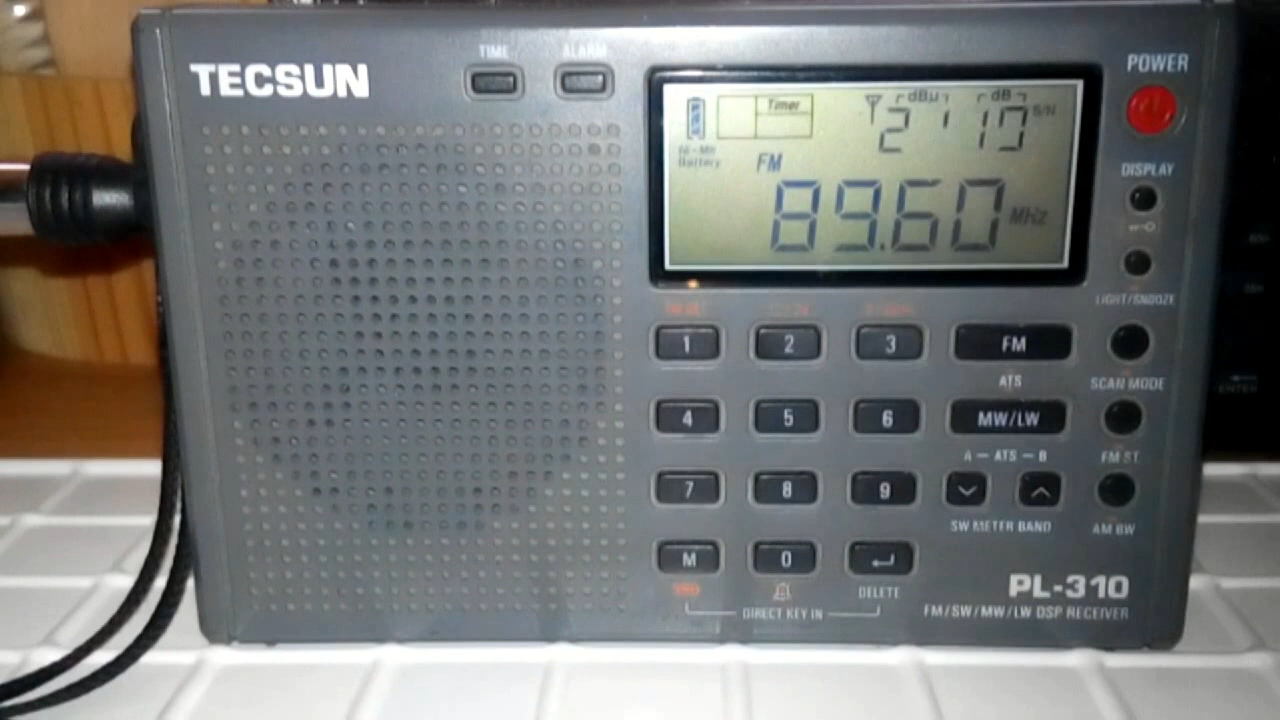 TIME ALARM
TECSUN
POWER
Timer
dBμ dB
S/N
2 10
Ni-MH
Battery
FM
89.60 MHz
DISPLAY
LIGHT/SNOOZE
1 2 3 FM
ATS
SCAN MODE
4 5 6 MW/LW
A — ATS — B
FM ST.
7 8 9
SW METER BAND
AM BW
M 0
DELETE
DIRECT KEY IN
PL-310
FM/SW/MW/LW DSP RECEIVER
ENTER